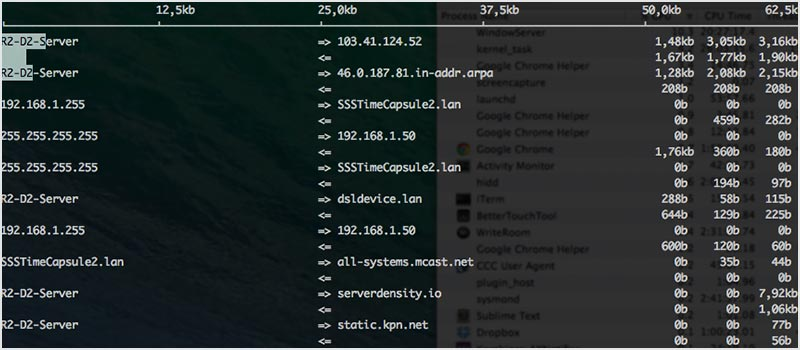 12,5kb 25,0kb 37,5kb 50,0kb 62,5k
Process Name CPU Time CPU
R2-D2-Server => 103.41.124.52 1,48kb 3,05kb 3,16kb
<= 1,67kb 1,77kb 1,90kb
R2-D2-Server => 46.0.187.81.in-addr.arpa 1,28kb 2,08kb 2,15kb
<= 208b 208b 208b
192.168.1.255 => SSSTimeCapsule2.lan 0b 0b 0b
<= 0b 459b 282b
255.255.255.255 => 192.168.1.50 0b 0b 0b
<= 1,76kb 360b 180b
255.255.255.255 => SSSTimeCapsule2.lan 0b 0b 0b
<= 0b 194b 97b
R2-D2-Server => dsldevice.lan 288b 58b 115b
<= 644b 129b 225b
192.168.1.255 => 192.168.1.50 0b 0b 0b
<= 600b 120b 60b
SSSTimeCapsule2.lan => all-systems.mcast.net 0b 35b 44b
<= 0b 0b 0b
R2-D2-Server => serverdensity.io 0b 0b 7,92kb
<= 0b 0b 1,06kb
R2-D2-Server => static.kpn.net 0b 0b 77b
<= 0b 0b 56b
WindowServer
kernel_task
Google Chrome Helper
screencapture
launchd
Google Chrome Helper
Google Chrome Helper
Google Chrome
Activity Monitor
hidd
iTerm
BetterTouchTool
WriteRoom
Google Chrome Helper
CCC User Agent
plugin_host
sysmond
Sublime Text
Dropbox